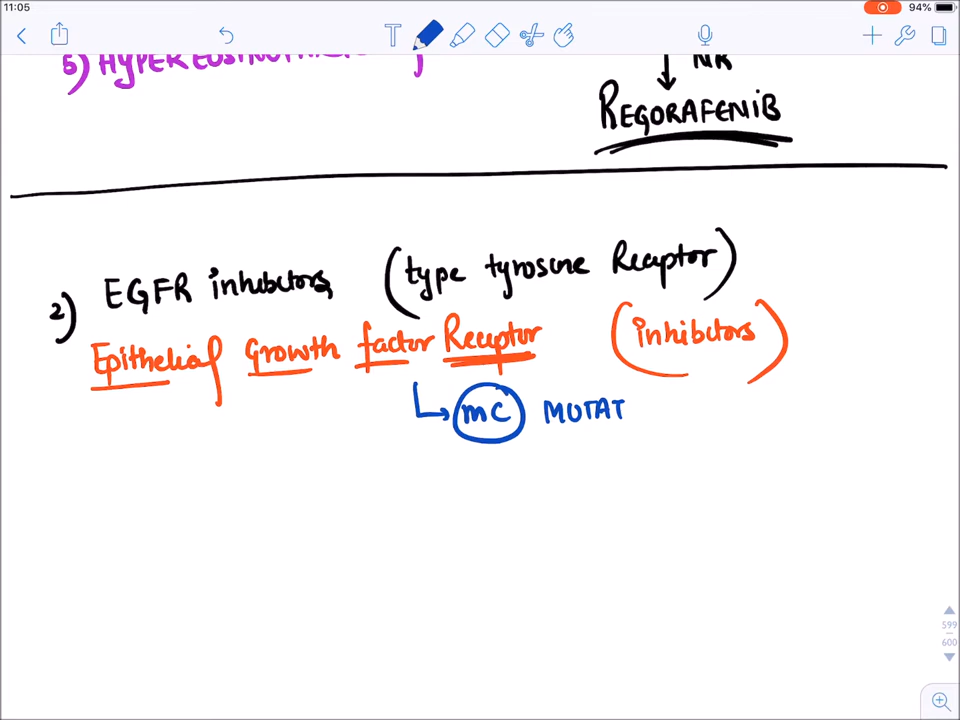 11:05
94%
5) HYPEREOSINOPHILIC
NR
REGORAFENIB
2) EGFR inhibitors (type tyrosine Receptor)
Epithelial Growth factor Receptor (inhibitors)
mC MUTAT
599
600